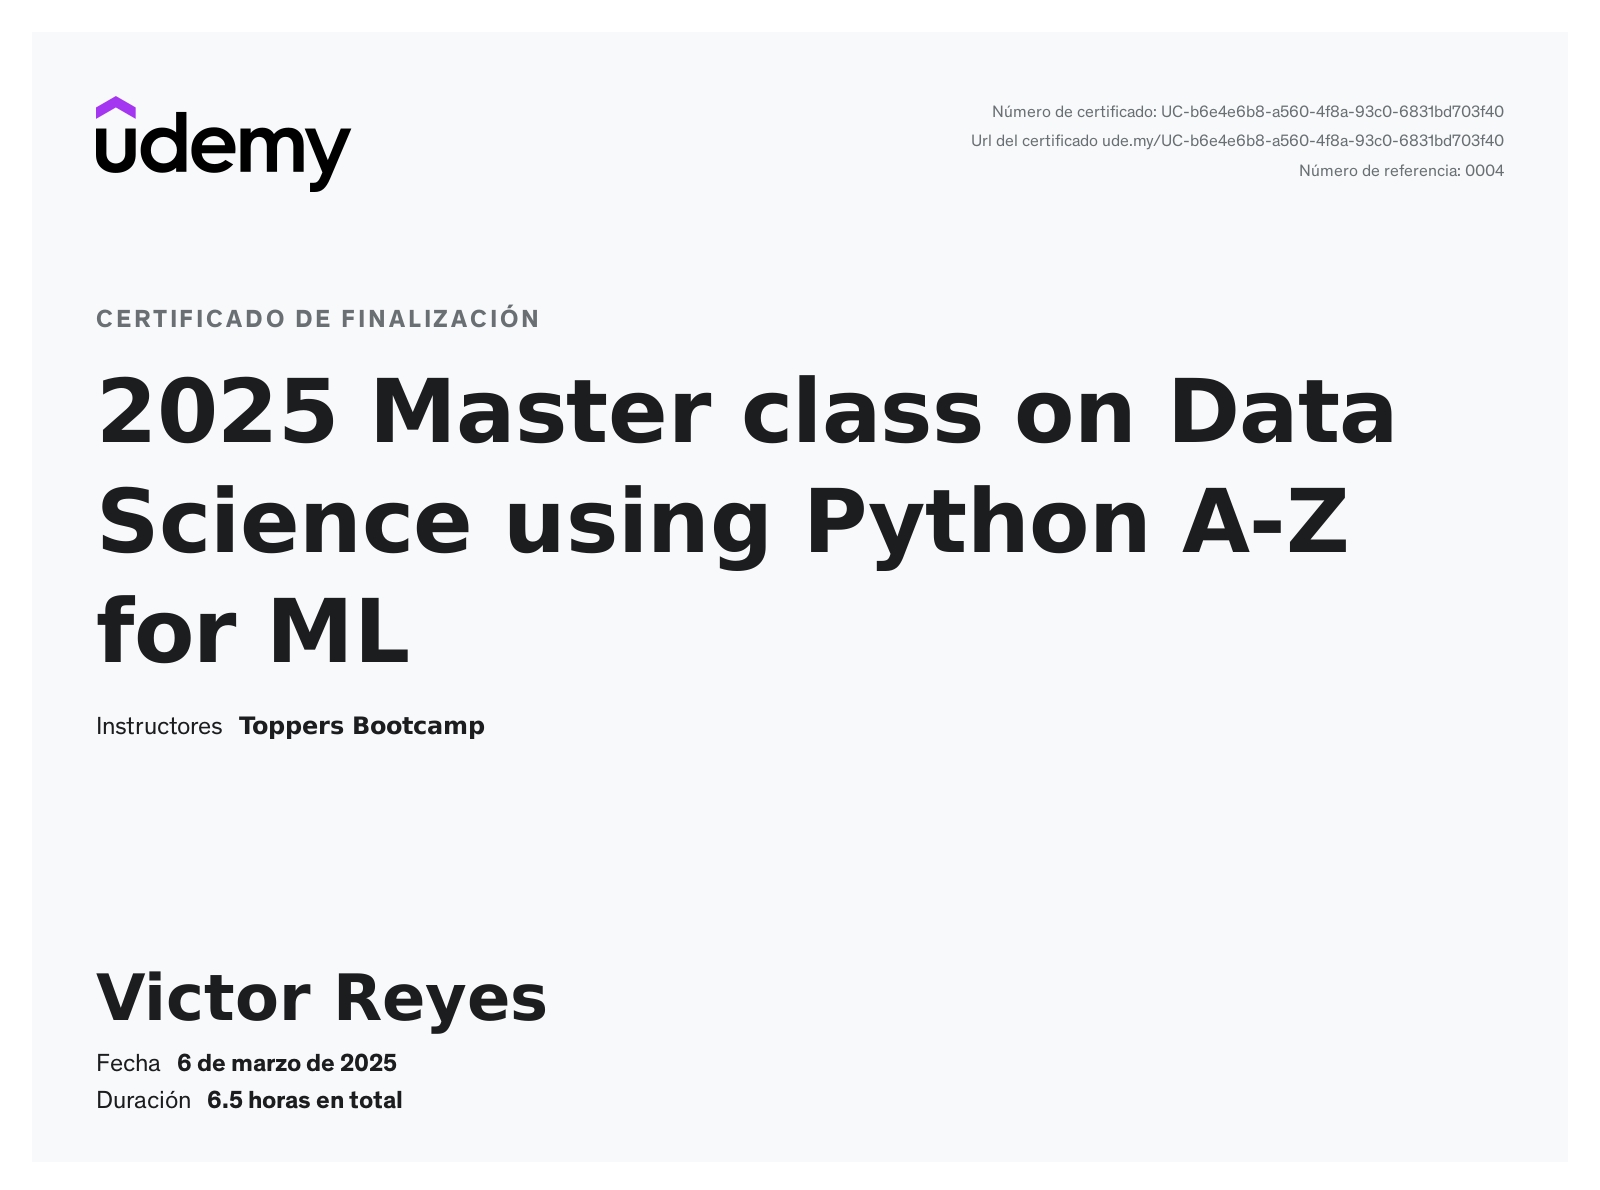 udemy
Número de certificado: UC-b6e4e6b8-a560-4f8a-93c0-6831bd703f40
Url del certificado ude.my/UC-b6e4e6b8-a560-4f8a-93c0-6831bd703f40
Número de referencia: 0004
CERTIFICADO DE FINALIZACIÓN
2025 Master class on Data
Science using Python A-Z
for ML
Instructores Toppers Bootcamp
Victor Reyes
Fecha 6 de marzo de 2025
Duración 6.5 horas en total